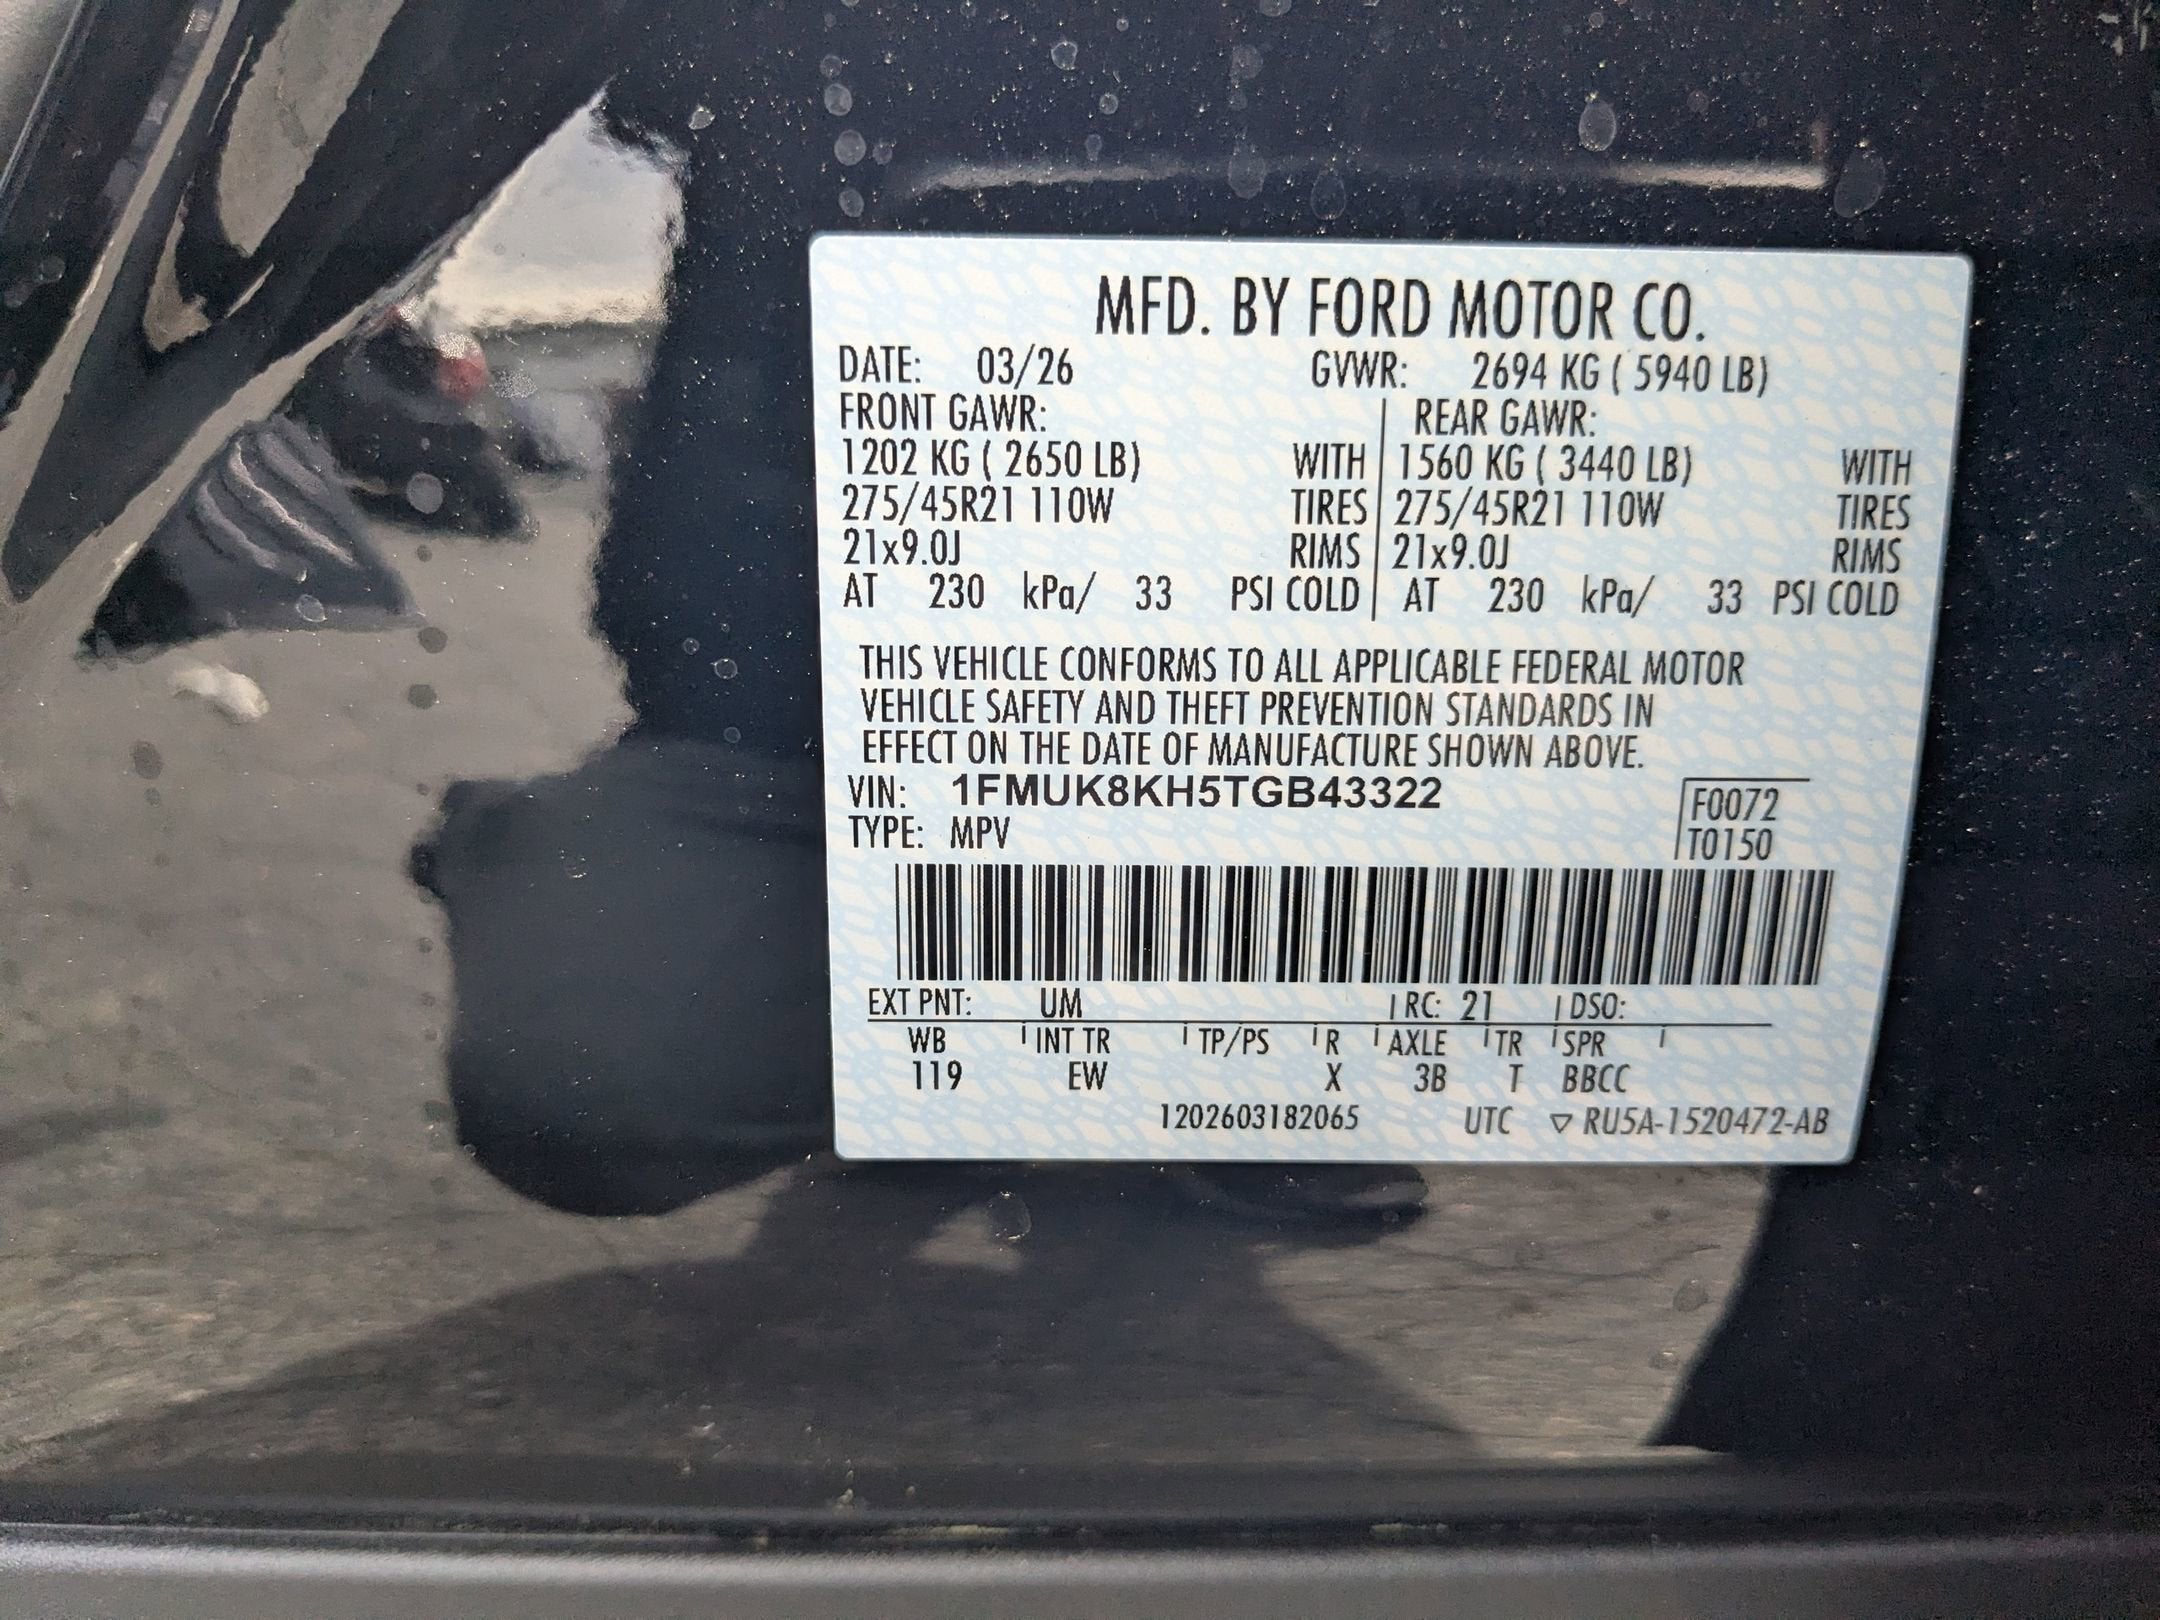 MFD. BY FORD MOTOR CO.
DATE: 03/26 GVWR: 2694 KG ( 5940 LB)
FRONT GAWR: REAR GAWR:
1202 KG ( 2650 LB) WITH 1560 KG ( 3440 LB) WITH
275/45R21 110W TIRES 275/45R21 110W TIRES
21x9.0J RIMS 21x9.0J RIMS
AT 230 kPa/ 33 PSI COLD AT 230 kPa/ 33 PSI COLD
THIS VEHICLE CONFORMS TO ALL APPLICABLE FEDERAL MOTOR
VEHICLE SAFETY AND THEFT PREVENTION STANDARDS IN
EFFECT ON THE DATE OF MANUFACTURE SHOWN ABOVE.
VIN: 1FMUK8KH5TGB43322
F0072
TYPE: MPV
T0150
EXT PNT: UM RC: 21 DSO:
WB INT TR TP/PS R AXLE TR SPR
119 EW X 3B T BBCC
1202603182065 UTC ▽ RU5A-1520472-AB